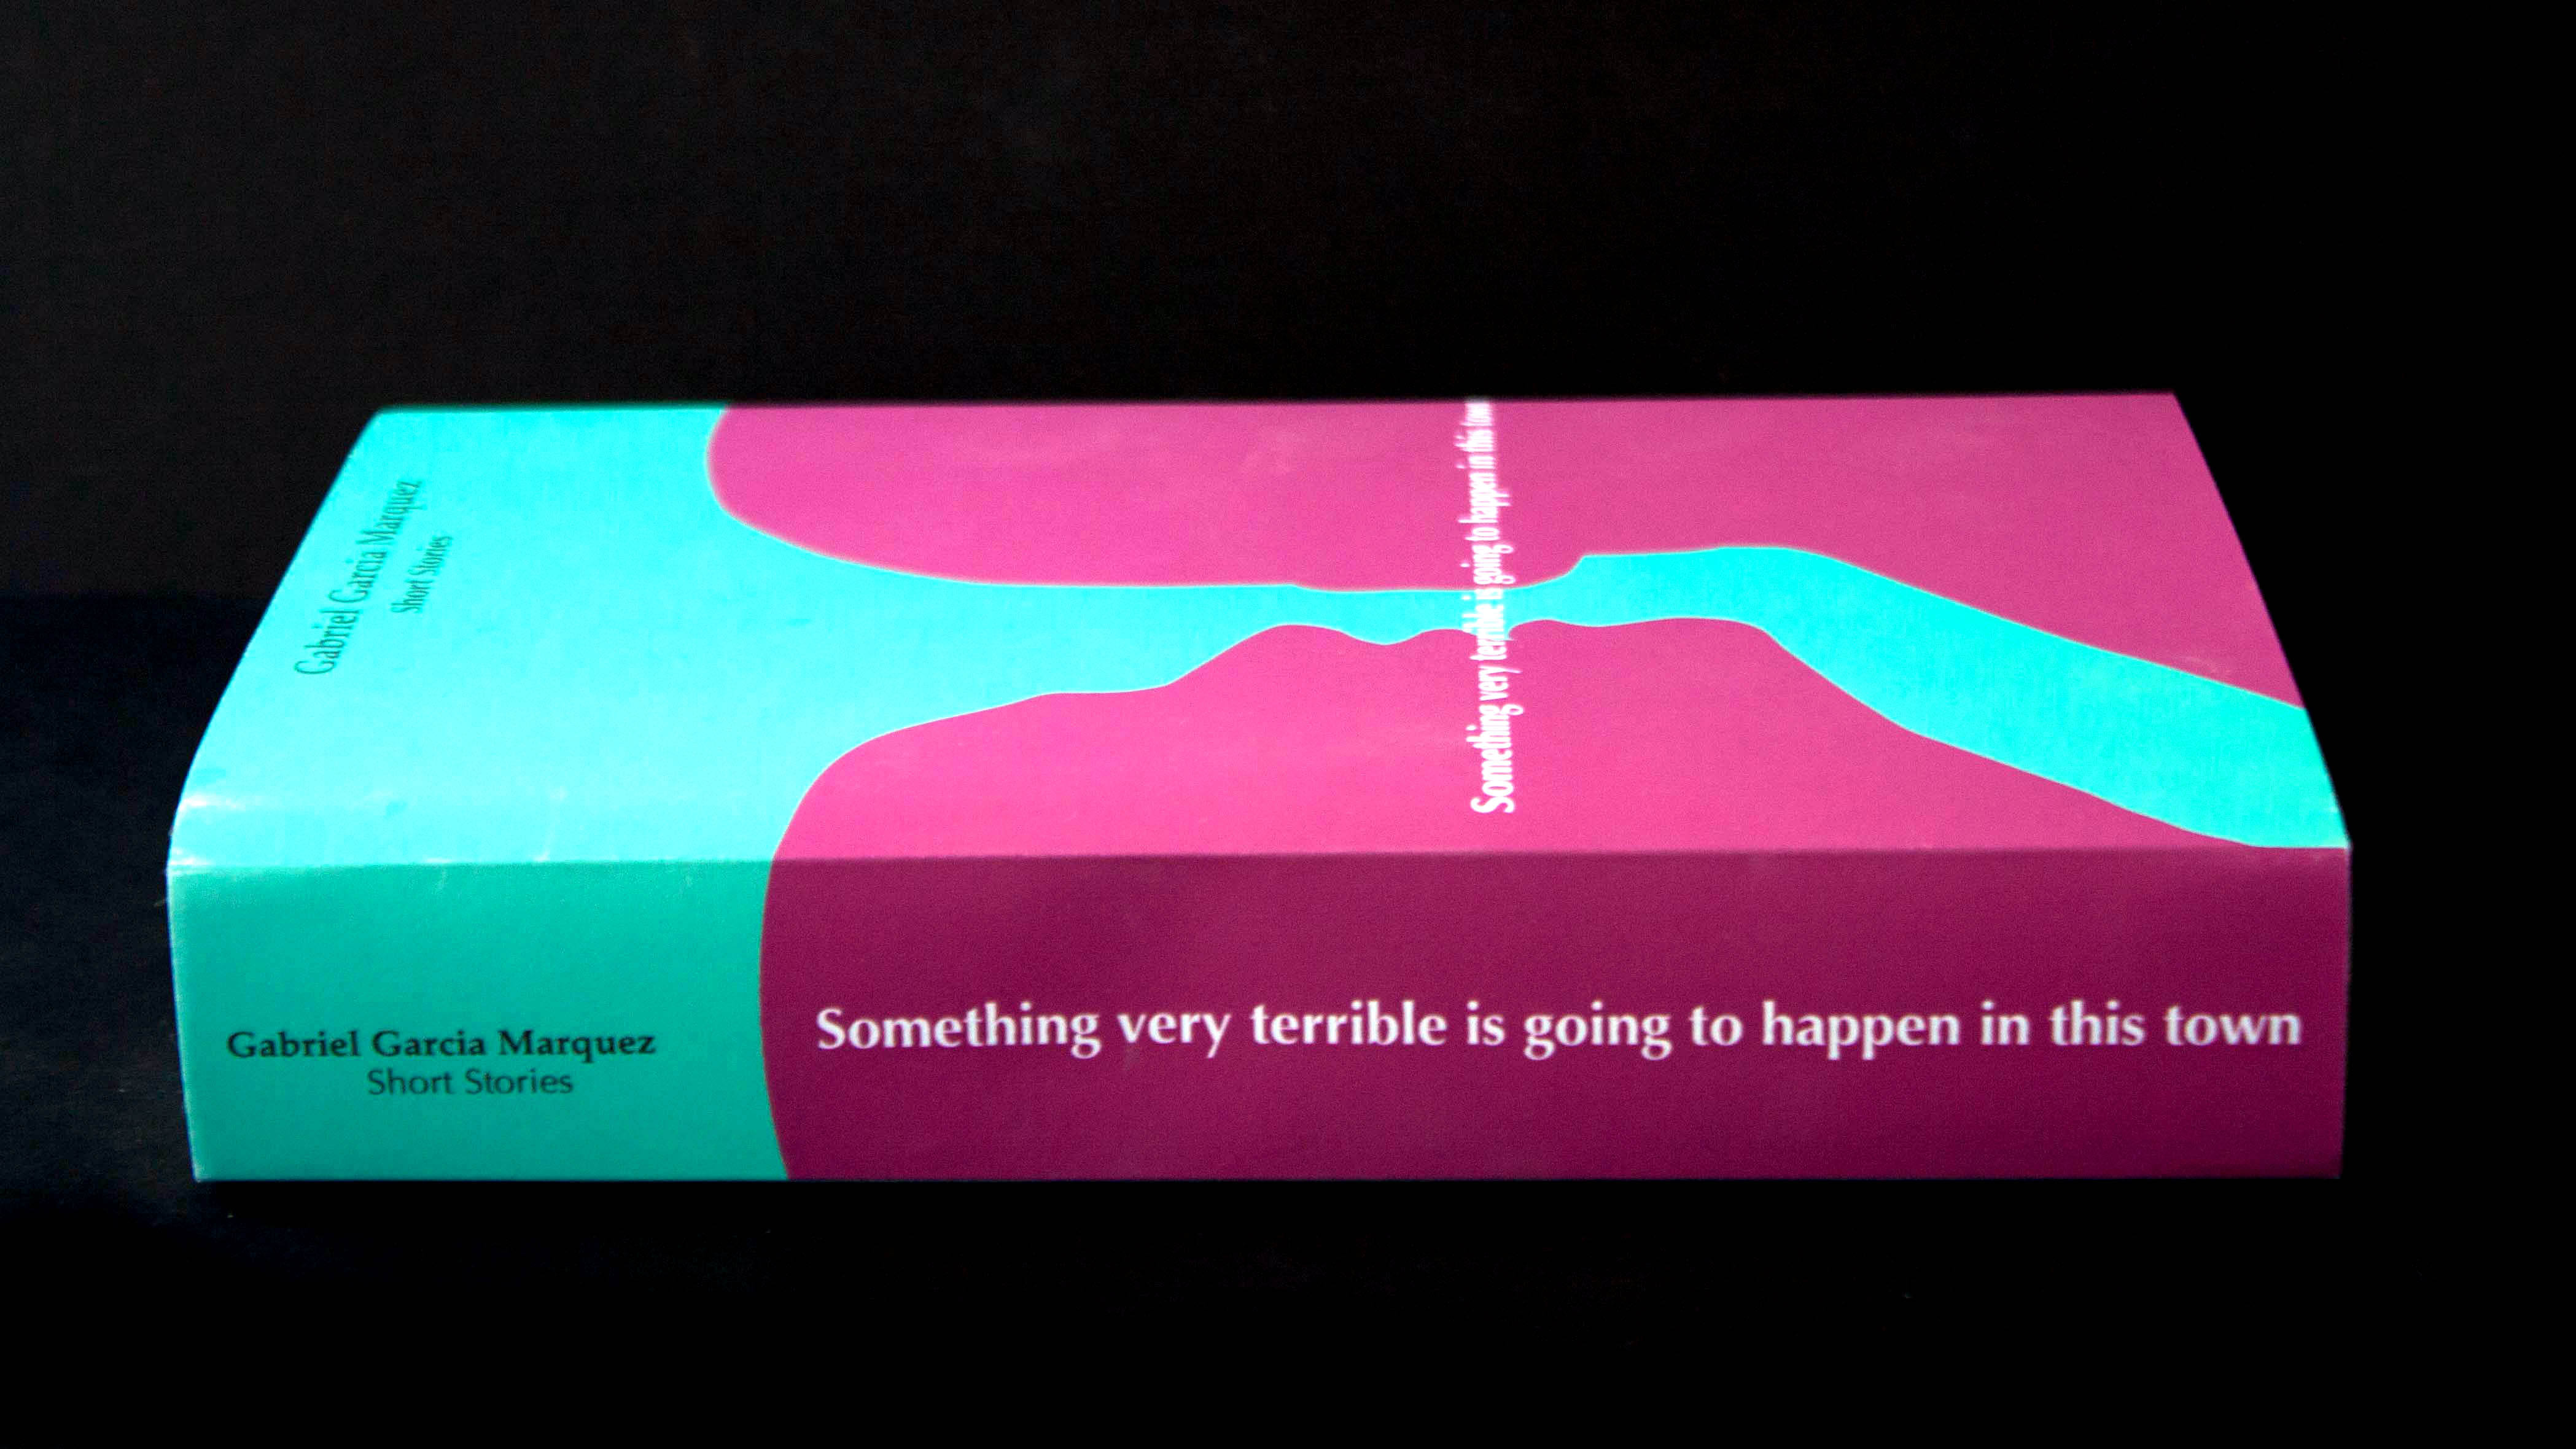 Gabriel Garcia Marquez
Short Stories
Something very terrible is going to happen in this town
Gabriel Garcia Marquez
Short Stories
Something very terrible is going to happen in this town